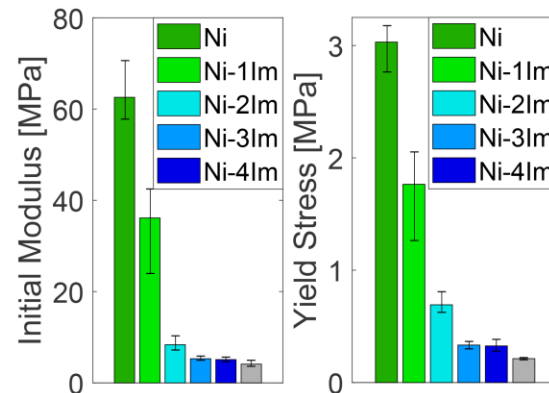 Initial Modulus [MPa]
80
60
40
20
0
Ni
Ni-1Im
Ni-2Im
Ni-3Im
Ni-4Im
Yield Stress [MPa]
3
2
1
0
Ni
Ni-1Im
Ni-2Im
Ni-3Im
Ni-4Im